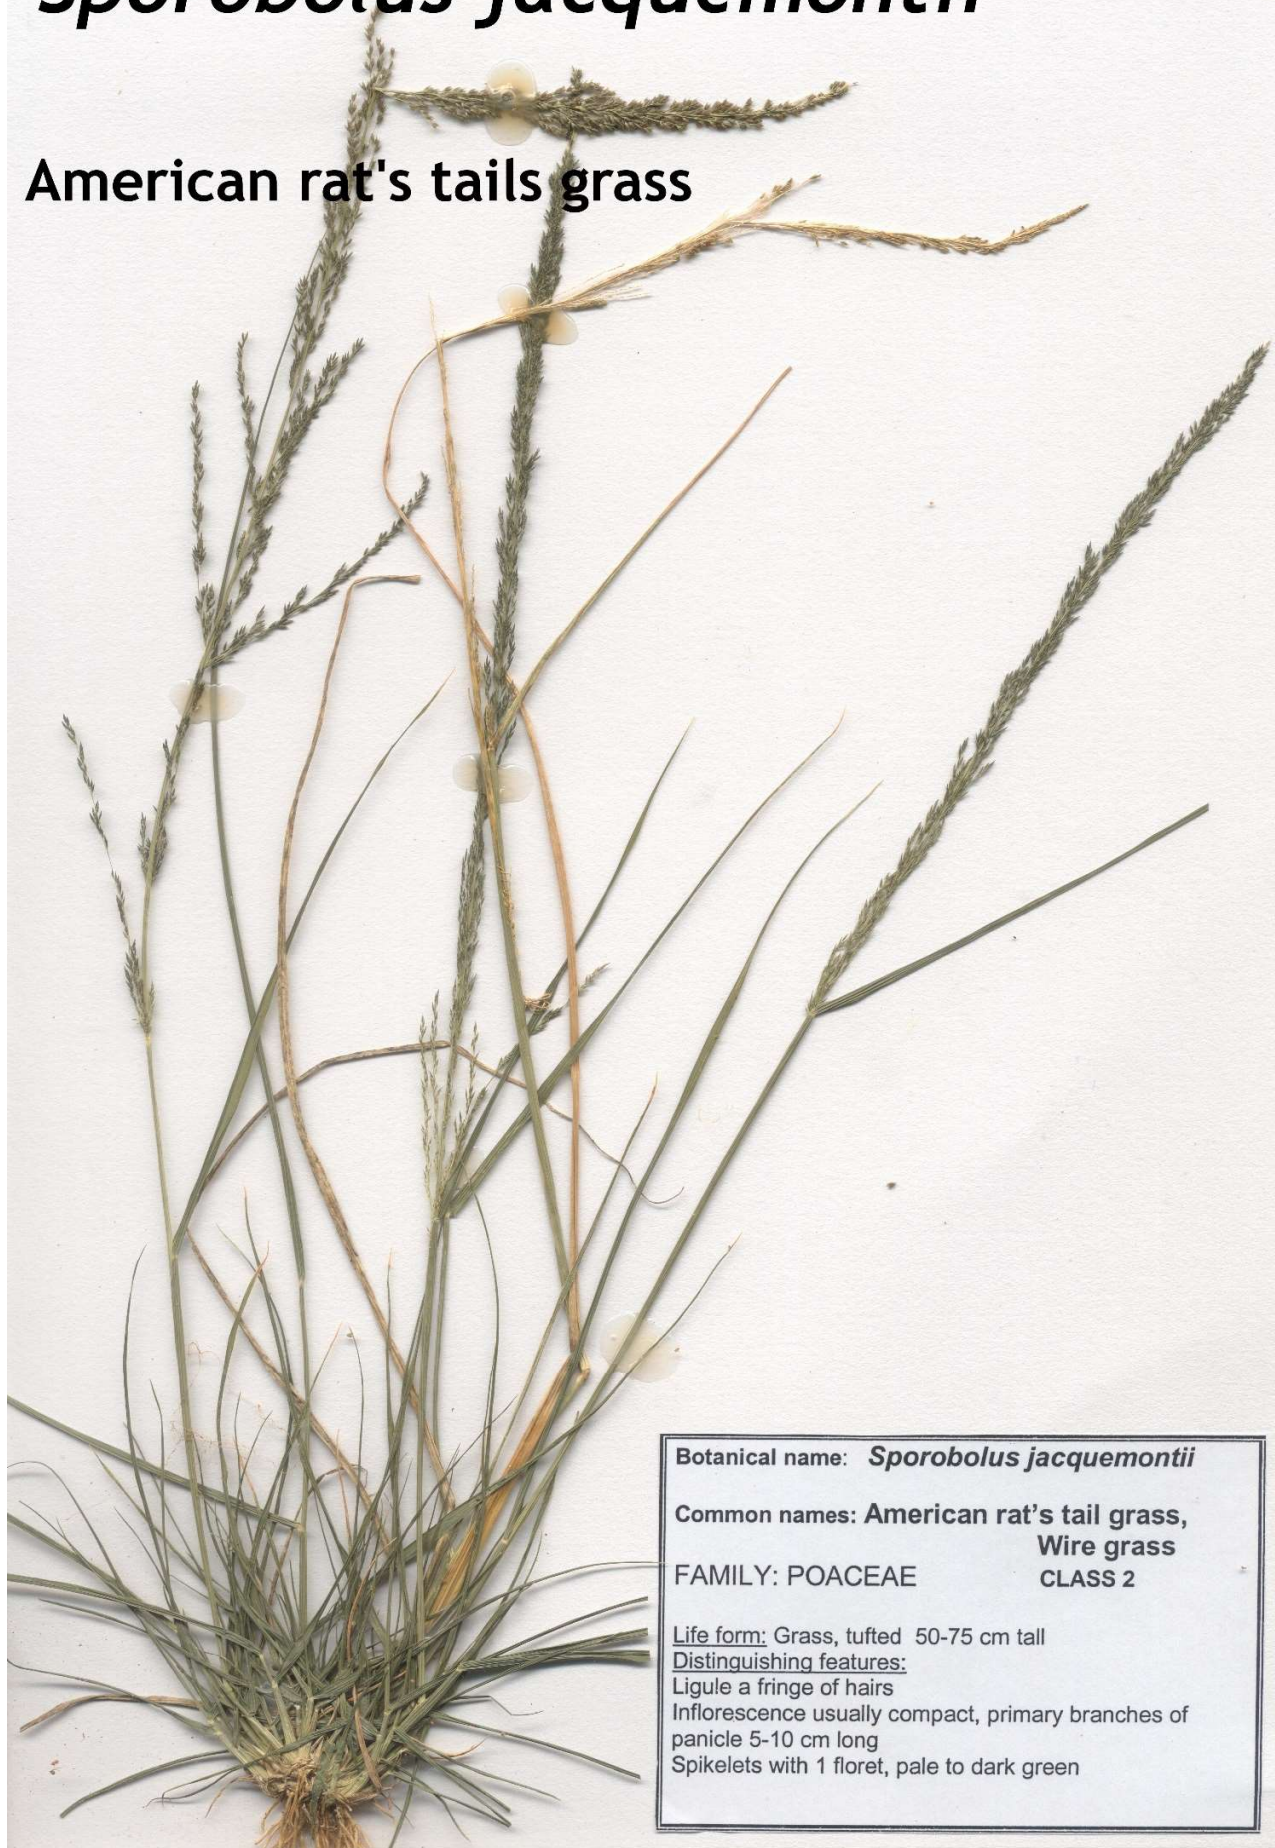 Sporobolus jacquemontii
American rat's tails grass
Botanical name: Sporobolus jacquemontii
Common names: American rat's tail grass,
Wire grass
FAMILY: POACEAE CLASS 2
Life form: Grass, tufted 50-75 cm tall
Distinguishing features:
Ligule a fringe of hairs
Inflorescence usually compact, primary branches of
panicle 5-10 cm long
Spikelets with 1 floret, pale to dark green